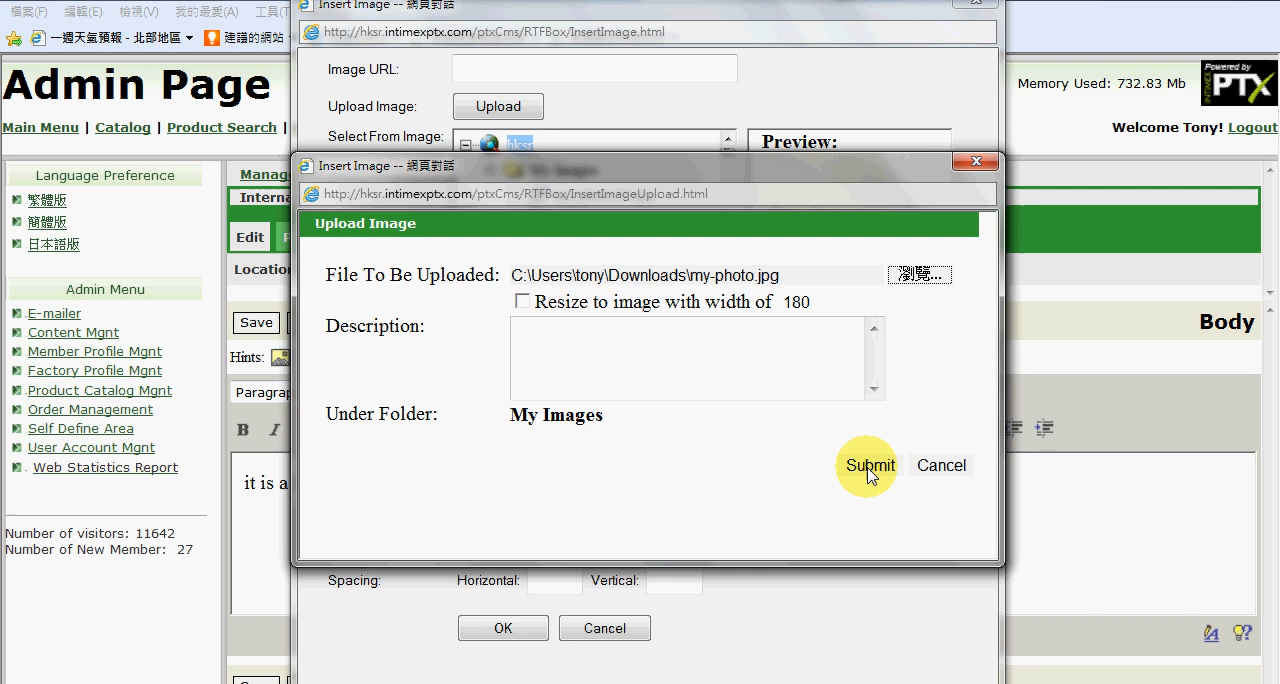 檔案(F) 編輯(E) 檢視(V) 我的最愛(A) 工具(T
一週天氣預報 - 北部地區 建議的網站
Insert Image -- 網頁對話
http://hksr.intimexptx.com/ptxCms/RTFBox/InsertImage.html
Image URL:
Upload Image: Upload
Select From Image: hksr
Preview:
My Images
Admin Page
Main Menu | Catalog | Product Search |
Memory Used: 732.83 Mb
Powered by
INTIMEX
PTX
Welcome Tony! Logout
Language Preference
繁體版
簡體版
日本語版
Admin Menu
E-mailer
Content Mgnt
Member Profile Mgnt
Factory Profile Mgnt
Product Catalog Mgnt
Order Management
Self Define Area
User Account Mgnt
Web Statistics Report
Number of visitors: 11642
Number of New Member: 27
Manag
Interna
Edit
Location
Save
Body
Hints:
Paragrap
B I
it is a
Insert Image -- 網頁對話
http://hksr.intimexptx.com/ptxCms/RTFBox/InsertImageUpload.html
Upload Image
File To Be Uploaded: C:\Users\tony\Downloads\my-photo.jpg 瀏覽...
Resize to image with width of 180
Description:
Under Folder: My Images
Submit Cancel
Spacing: Horizontal: Vertical:
OK Cancel